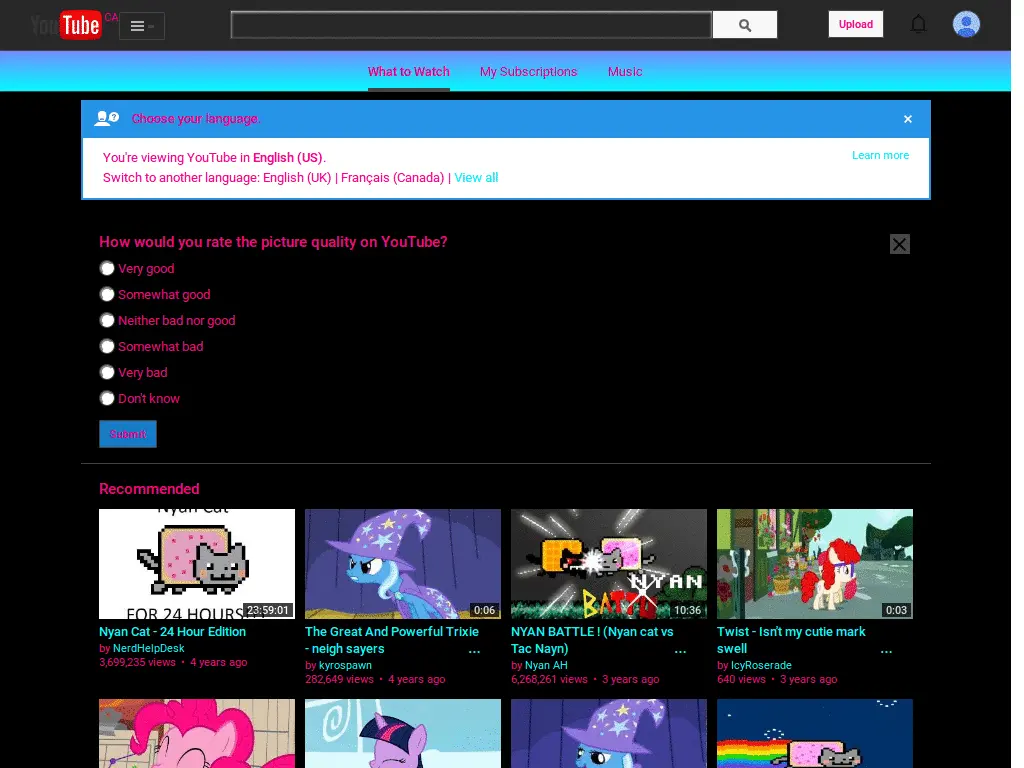 YouTube CA
Upload
What to Watch My Subscriptions Music
Choose your language.
You're viewing YouTube in English (US).
Learn more
Switch to another language: English (UK) | Français (Canada) | View all
How would you rate the picture quality on YouTube?
Very good
Somewhat good
Neither bad nor good
Somewhat bad
Very bad
Don't know
Submit
Recommended
Nyan Cat
FOR 24 HOURS!!!
23:59:01
Nyan Cat - 24 Hour Edition
by NerdHelpDesk
3,699,235 views • 4 years ago
0:06
The Great And Powerful Trixie
- neigh sayers
...
by kyrospawn
282,649 views • 4 years ago
NYAN
BATTLE
10:36
NYAN BATTLE ! (Nyan cat vs
Tac Nayn)
...
by Nyan AH
6,268,261 views • 3 years ago
0:03
Twist - Isn't my cutie mark
swell
...
by IcyRoserade
640 views • 3 years ago